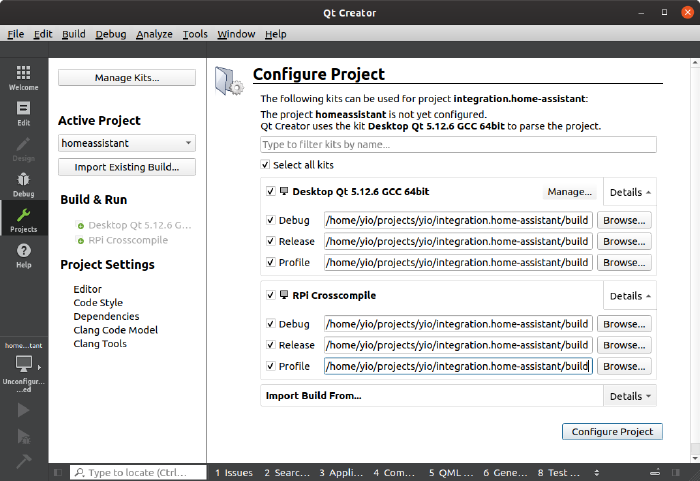 Qt Creator
File Edit Build Debug Analyze Tools Window Help
Welcome
Edit
Design
Debug
Projects
Help
home...tant
Unconfigur...
...ed
Manage Kits...
Active Project
homeassistant
Import Existing Build...
Build & Run
Desktop Qt 5.12.6 G...
RPi Crosscompile
Project Settings
Editor
Code Style
Dependencies
Clang Code Model
Clang Tools
Configure Project
The following kits can be used for project integration.home-assistant:
The project homeassistant is not yet configured.
Qt Creator uses the kit Desktop Qt 5.12.6 GCC 64bit to parse the project.
Type to filter kits by name...
Select all kits
Desktop Qt 5.12.6 GCC 64bit Manage... Details
Debug /home/yio/projects/yio/integration.home-assistant/build Browse...
Release /home/yio/projects/yio/integration.home-assistant/build Browse...
Profile /home/yio/projects/yio/integration.home-assistant/build Browse...
RPi Crosscompile Details
Debug /home/yio/projects/yio/integration.home-assistant/build Browse...
Release /home/yio/projects/yio/integration.home-assistant/build Browse...
Profile /home/yio/projects/yio/integration.home-assistant/build Browse...
Import Build From... Details
Configure Project
Type to locate (Ctrl... 1 Issues 2 Searc... 3 Appli... 4 Com... 5 QML ... 6 Gene... 8 Test ...